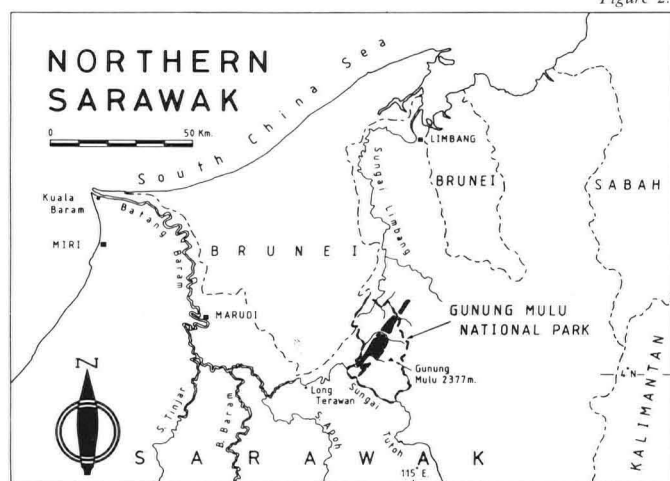 Figure 2.
NORTHERN
SARAWAK
0 50 Km.
South China Sea
LIMBANG
Sungai Limbang
BRUNEI
SABAH
Kuala
Baram
Batang
Baram
MIRI
BRUNEI
MARUDI
GUNUNG MULU
NATIONAL PARK
N
Gunung
Mulu 2377m.
4°N
KALIMANTAN
Long
Terawan
Sungai
Tutoh
S. Tinjar
B. Baram
S. Apoh
SARAWAK
115°E.